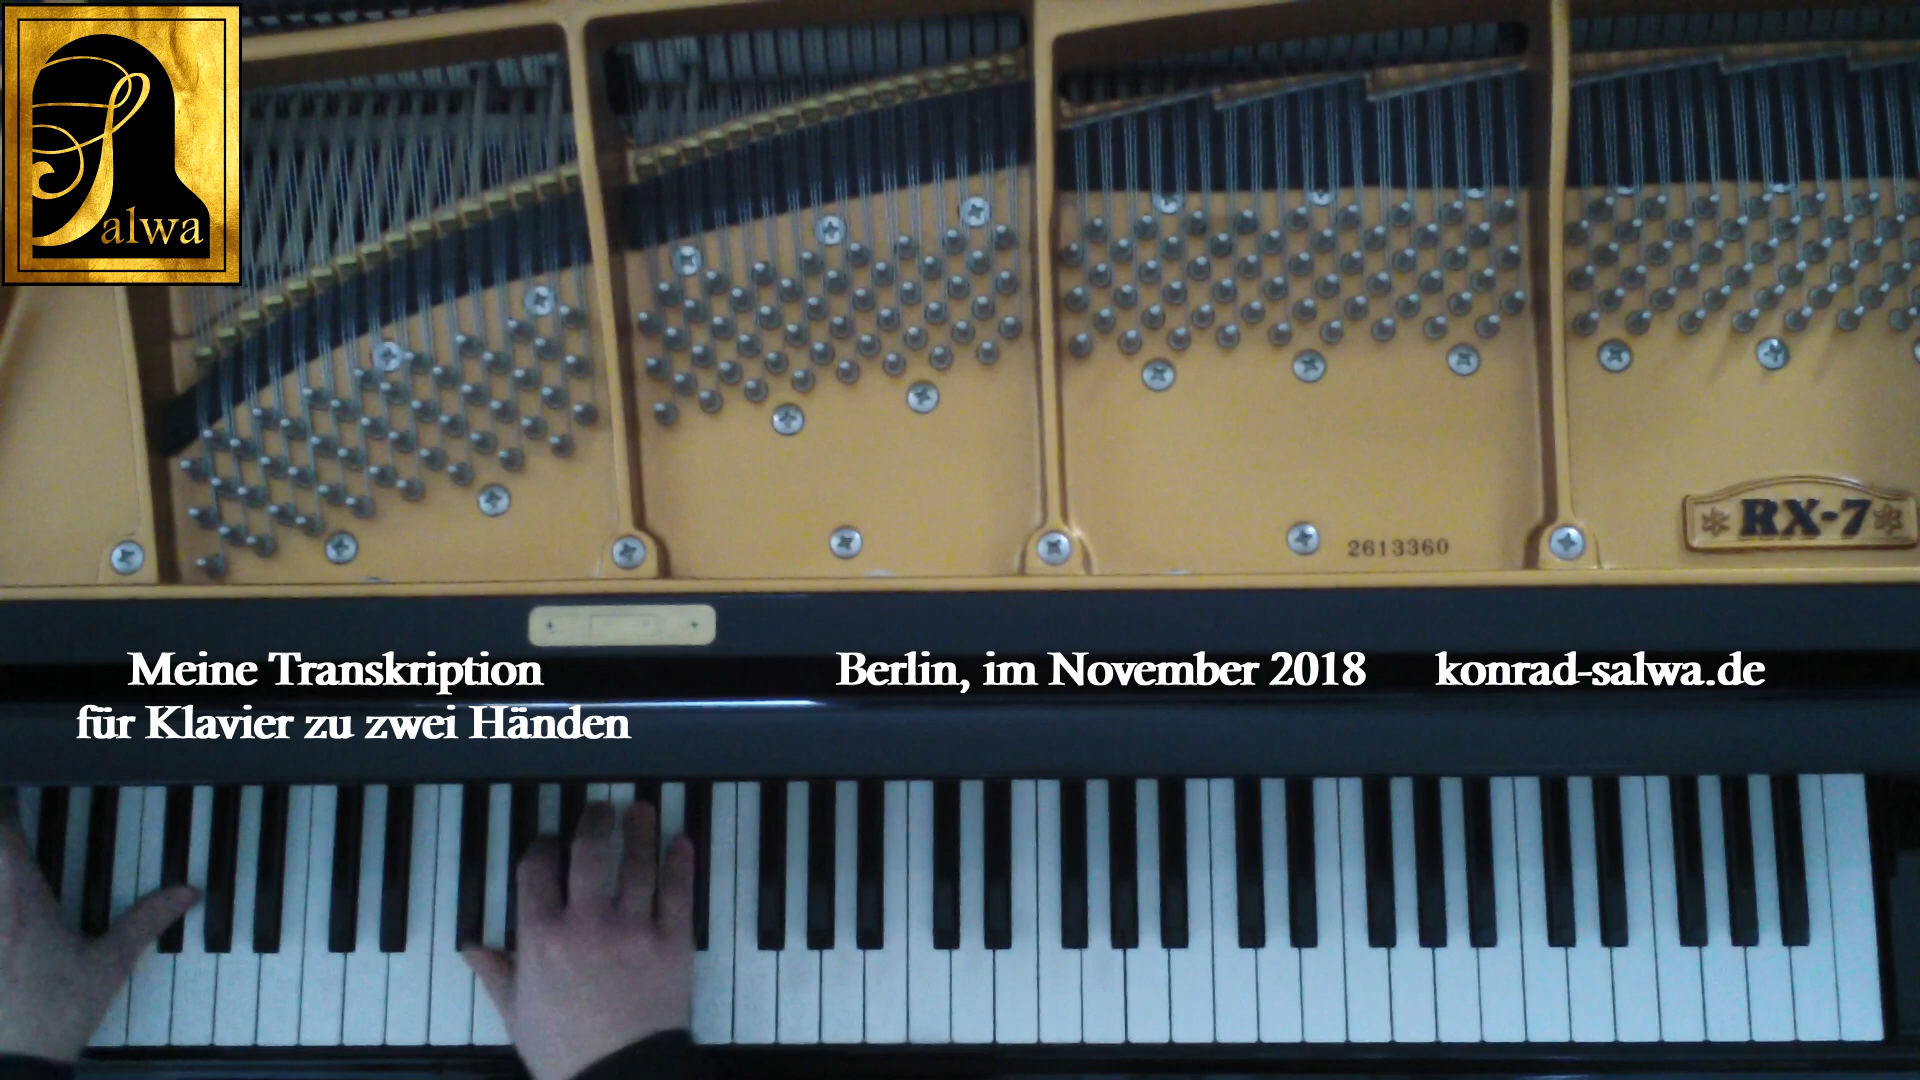 Salwa
RX-7
2613360
Meine Transkription
für Klavier zu zwei Händen
Berlin, im November 2018
konrad-salwa.de